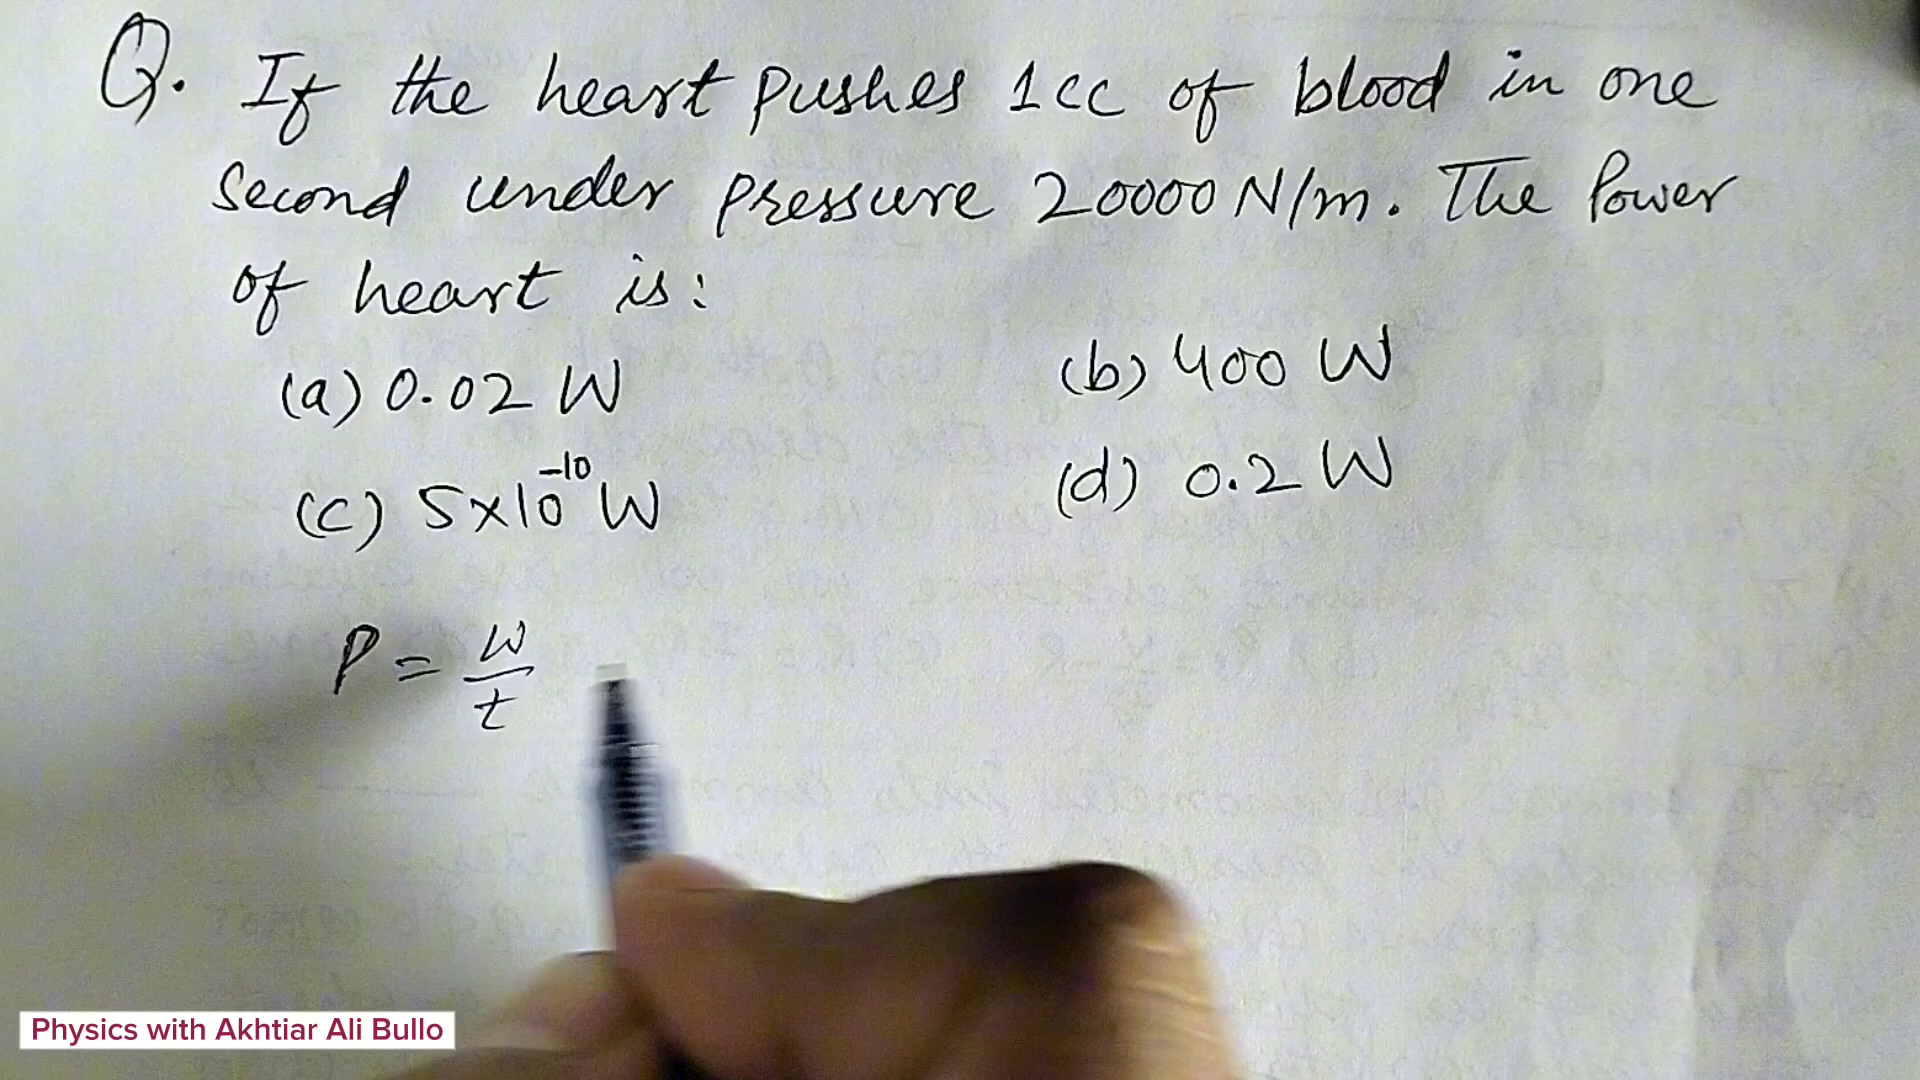 Q. If the heart pushes 1cc of blood in one
second under pressure 20000 N/m. The Power
of heart is:
(a) 0.02 W
(b) 400 W
(c) 5×10⁻¹⁰ W
(d) 0.2 W
P = W/t
Physics with Akhtiar Ali Bullo